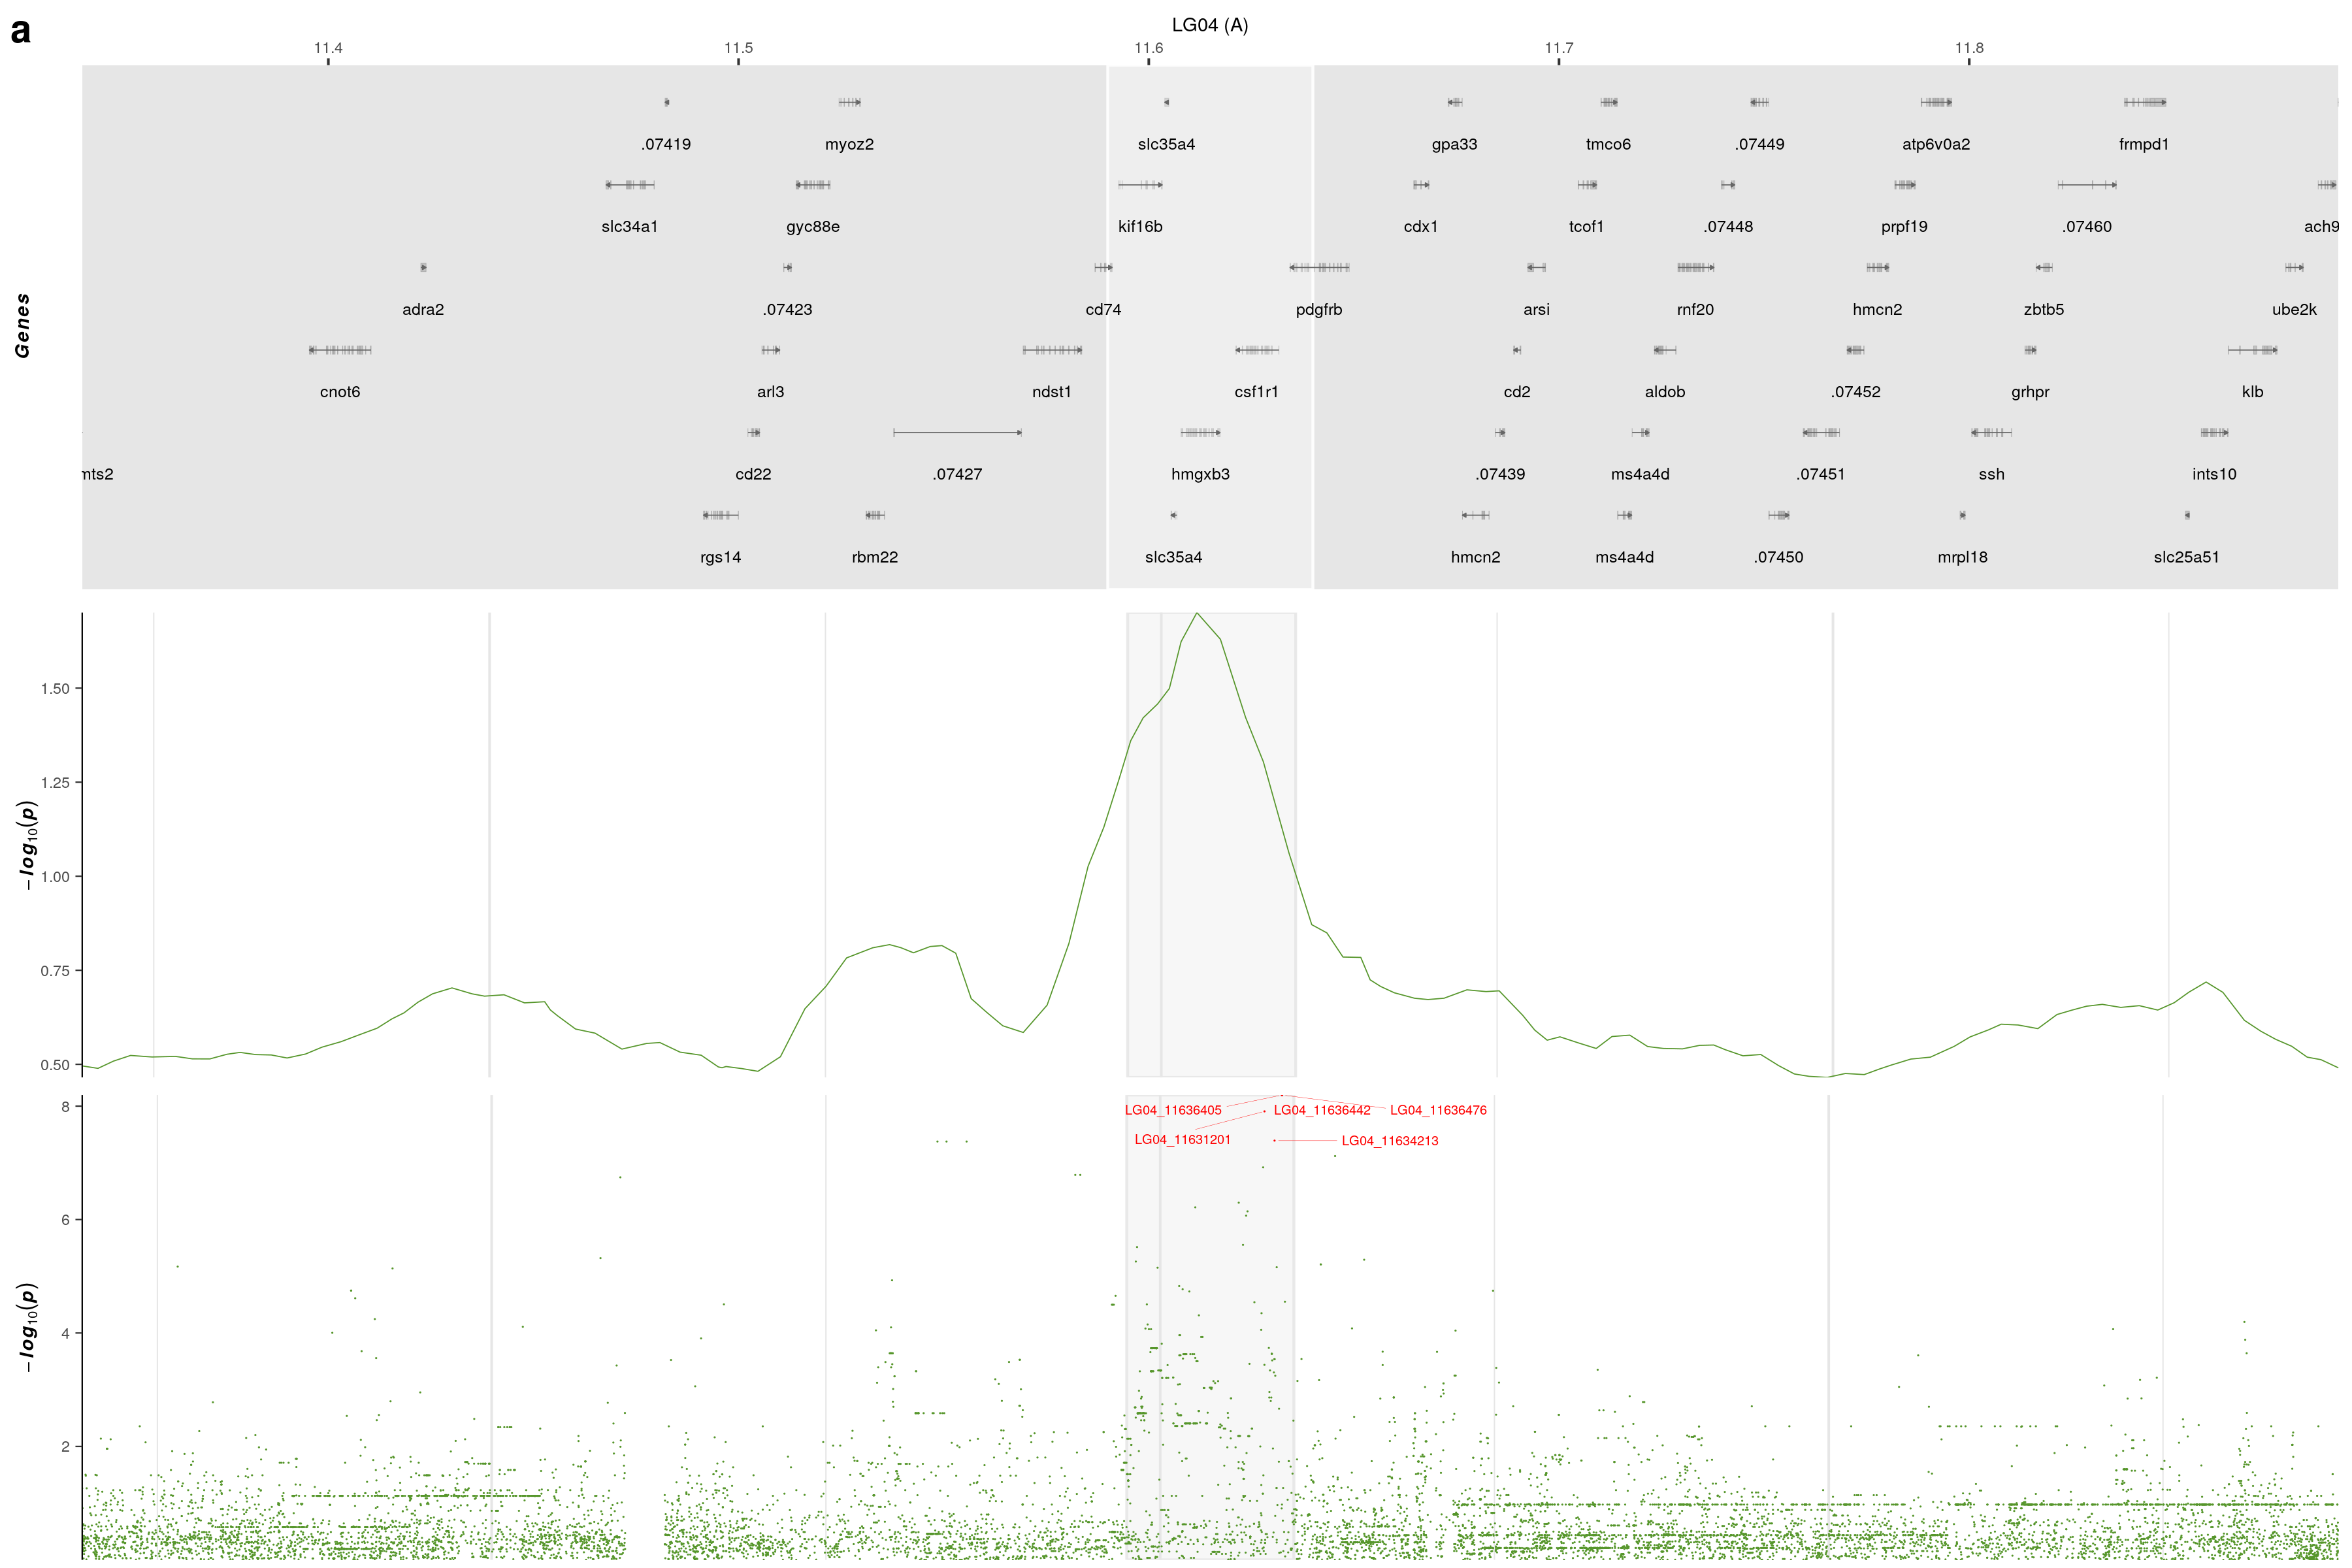 a
LG04 (A)
11.4 11.5 11.6 11.7 11.8
Genes
.07419 myoz2 slc35a4 gpa33 tmco6 .07449 atp6v0a2 frmpd1
slc34a1 gyc88e kif16b cdx1 tcof1 .07448 prpf19 .07460 ach9
adra2 .07423 cd74 pdgfrb arsi rnf20 hmcn2 zbtb5 ube2k
cnot6 arl3 ndst1 csf1r1 cd2 aldob .07452 grhpr klb
mts2 cd22 .07427 hmgxb3 .07439 ms4a4d .07451 ssh ints10
rgs14 rbm22 slc35a4 hmcn2 ms4a4d .07450 mrpl18 slc25a51
−log10(p)
1.50
1.25
1.00
0.75
0.50
−log10(p)
8
6
4
2
LG04_11636405 LG04_11636442 LG04_11636476
LG04_11631201 LG04_11634213